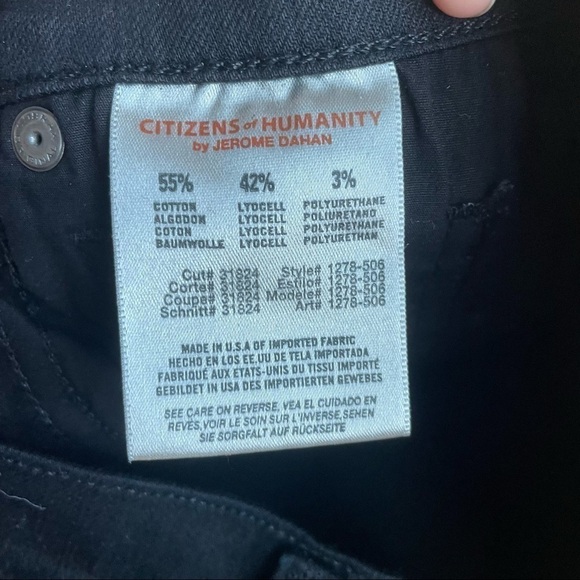 CITIZENS of HUMANITY
by JEROME DAHAN
55% 42% 3%
COTTON LYOCELL POLYURETHANE
ALGODON LYOCELL POLIURETANO
COTON LYOCELL POLYURETHANE
BAUMWOLLE LYOCELL POLYURETHAN
Cut# 31824 Style# 1278-506
Corte# 31824 Estilo# 1278-506
Coupe# 31824 Modele# 1278-506
Schnitt# 31824 Art# 1278-506
MADE IN U.S.A OF IMPORTED FABRIC
HECHO EN LOS EE.UU DE TELA IMPORTADA
FABRIQUÉ AUX ETATS-UNIS DU TISSU IMPORTÉ
GEBILDET IN USA DES IMPORTIERTEN GEWEBES
SEE CARE ON REVERSE, VEA EL CUIDADO EN
REVES,VOIR LE SOIN SUR L'INVERSE,SEHEN
SIE SORGFALT AUF RÜCKSEITE